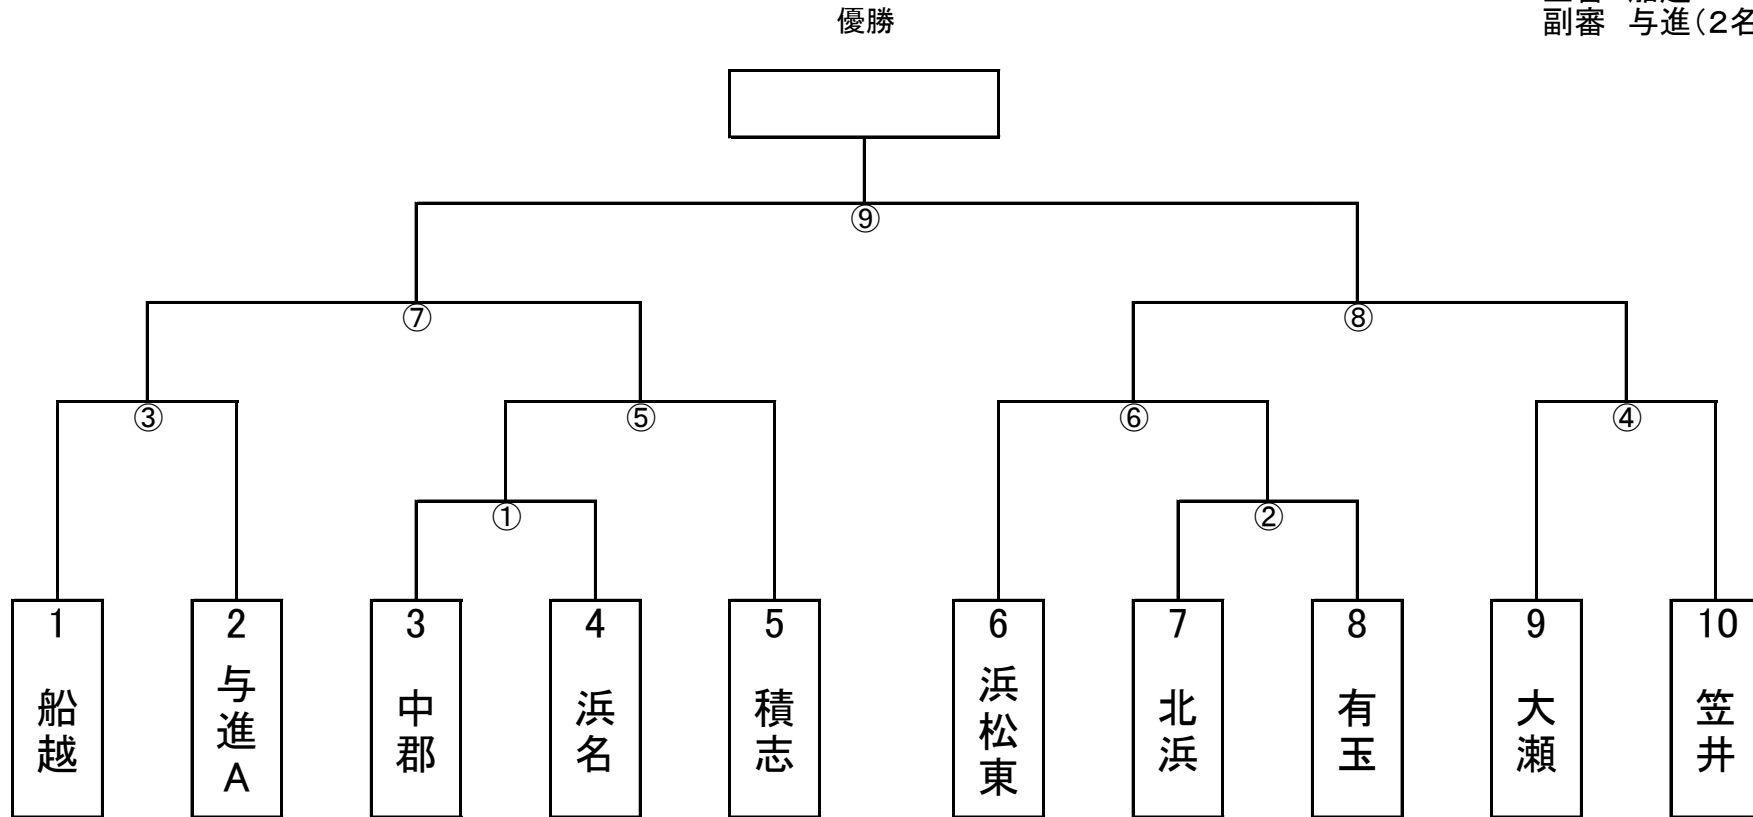 優勝
副審 与進(2名
⑨
⑦
⑧
③
⑤
⑥
④
①
②
1 船越
2 与進A
3 中郡
4 浜名
5 積志
6 浜松東
7 北浜
8 有玉
9 大瀬
10 笠井